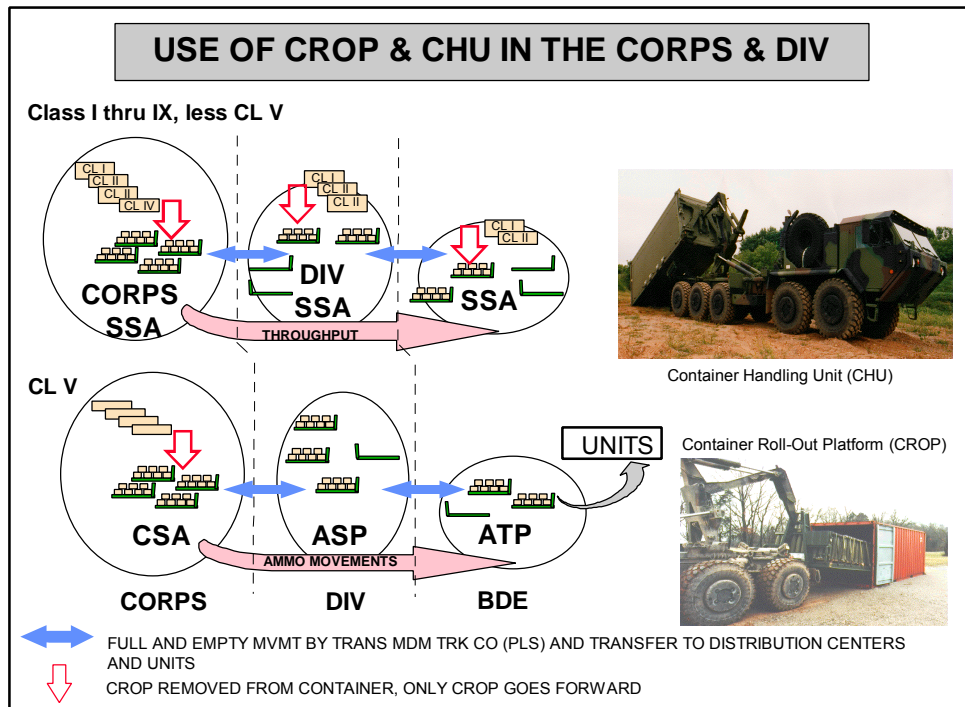 USE OF CROP & CHU IN THE CORPS & DIV
Class I thru IX, less CL V
CL I
CL II
CL II
CL IV
CORPS
SSA
CL I
CL II
CL II
DIV
SSA
CL I
CL II
SSA
THROUGHPUT
Container Handling Unit (CHU)
CL V
CSA
ASP
ATP
UNITS
AMMO MOVEMENTS
Container Roll-Out Platform (CROP)
CORPS
DIV
BDE
FULL AND EMPTY MVMT BY TRANS MDM TRK CO (PLS) AND TRANSFER TO DISTRIBUTION CENTERS
AND UNITS
CROP REMOVED FROM CONTAINER, ONLY CROP GOES FORWARD